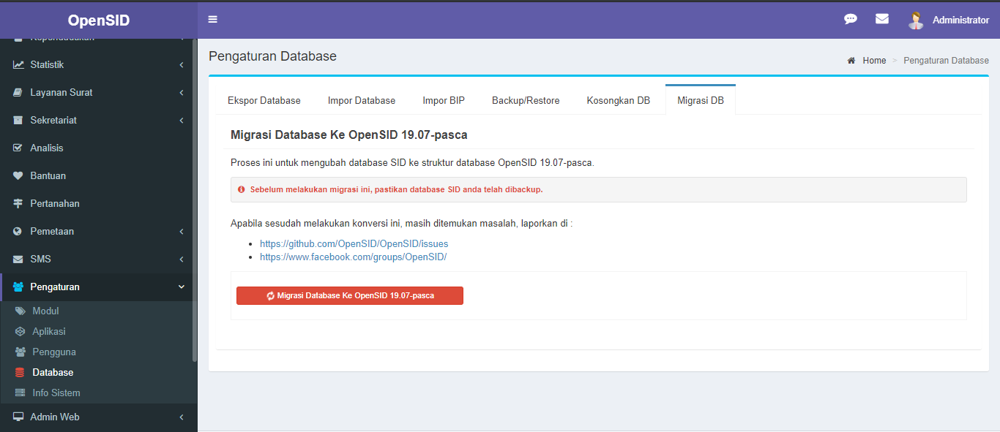 OpenSID
Administrator
Kependudukan
Statistik
Layanan Surat
Sekretariat
Analisis
Bantuan
Pertanahan
Pemetaan
SMS
Pengaturan
Modul
Aplikasi
Pengguna
Database
Info Sistem
Admin Web
Pengaturan Database
Home > Pengaturan Database
Ekspor Database Impor Database Impor BIP Backup/Restore Kosongkan DB Migrasi DB
Migrasi Database Ke OpenSID 19.07-pasca
Proses ini untuk mengubah database SID ke struktur database OpenSID 19.07-pasca.
Sebelum melakukan migrasi ini, pastikan database SID anda telah dibackup.
Apabila sesudah melakukan konversi ini, masih ditemukan masalah, laporkan di :
https://github.com/OpenSID/OpenSID/issues
https://www.facebook.com/groups/OpenSID/
Migrasi Database Ke OpenSID 19.07-pasca